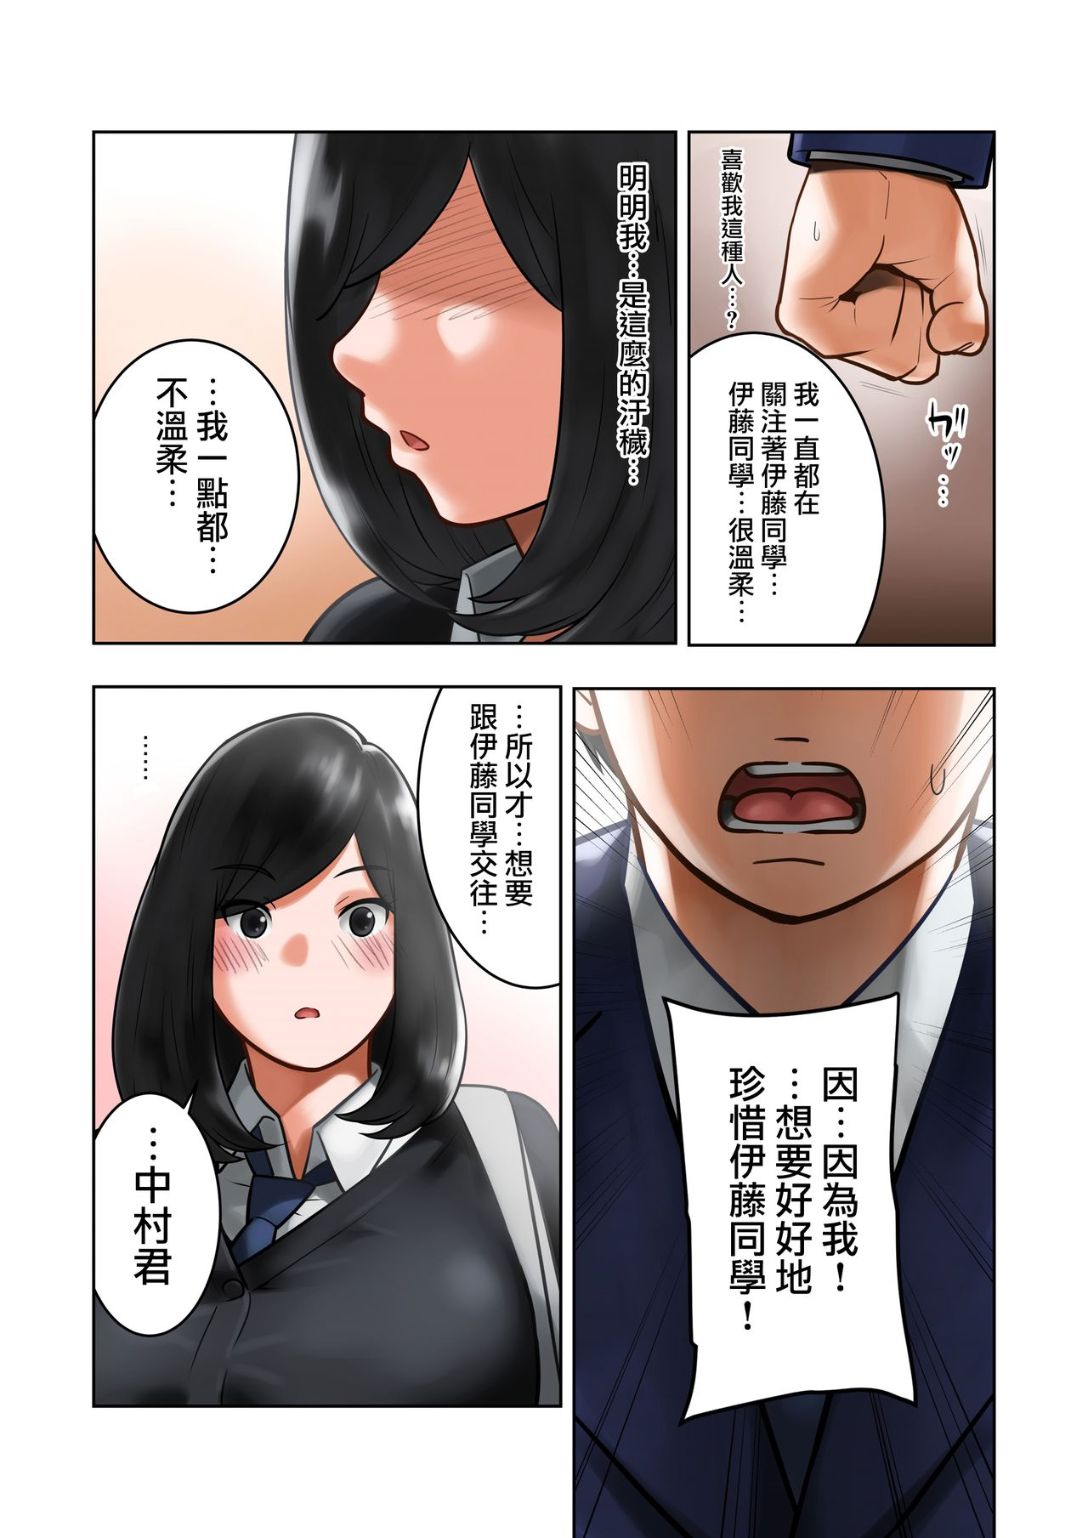 喜歡我這種人…?
我一直都在
關注著伊藤同學…
伊藤同學…很溫柔…
ガッ…
明明我…是這麼的汙穢…
…我一點都…
不溫柔…
因…因為我!
…想要好好地
珍惜伊藤同學!
…所以才…想要
跟伊藤同學交往…
……
…中村君